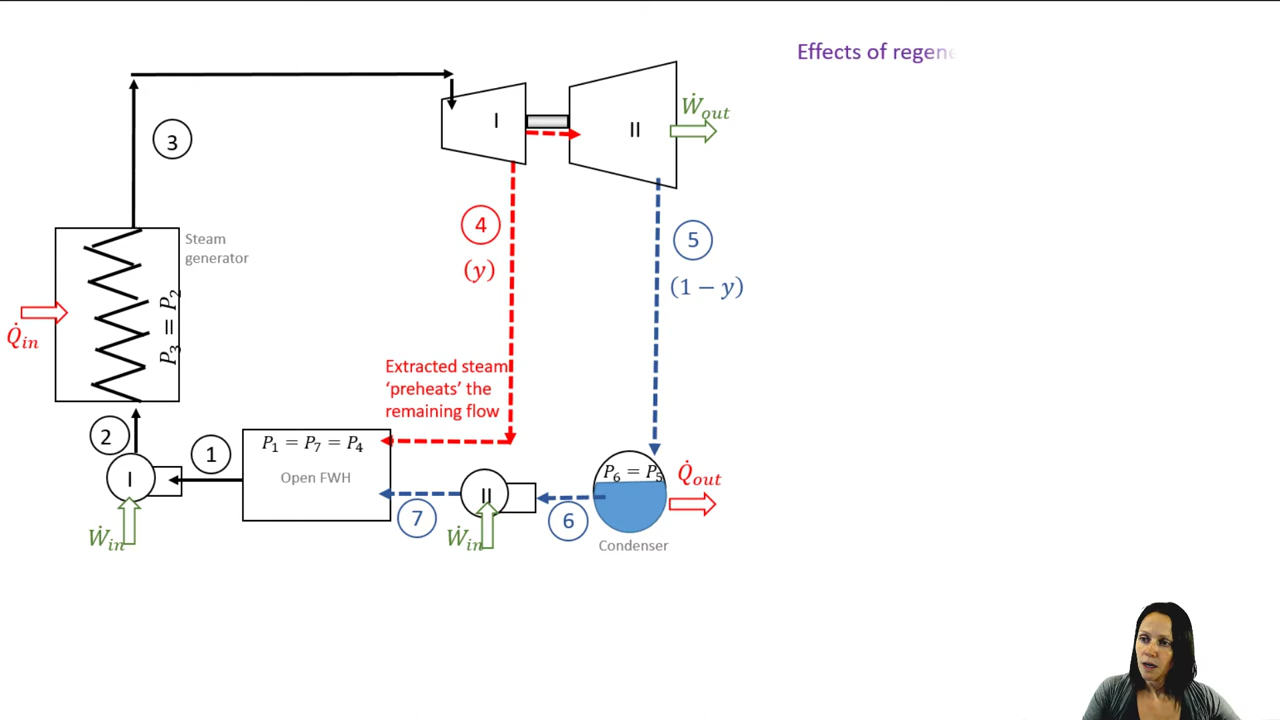 Effects of regene
I
II
Ẇout
3
4
(y)
5
(1 − y)
Steam
generator
P3 = P2
Q̇in
Extracted steam
'preheats' the
remaining flow
2
1
P1 = P7 = P4
Open FWH
I
Ẇin
7
II
Ẇin
6
P6 = P5
Q̇out
Condenser